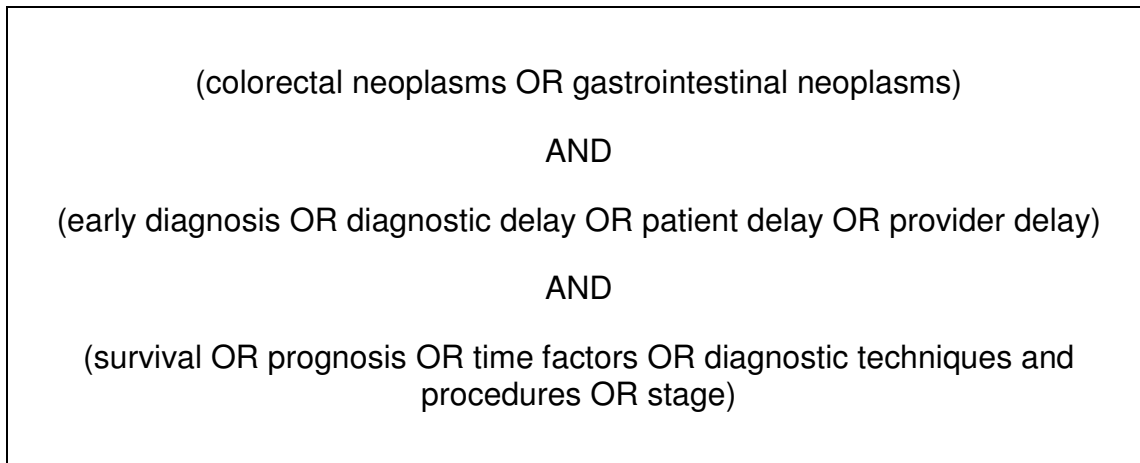 (colorectal neoplasms OR gastrointestinal neoplasms)
AND
(early diagnosis OR diagnostic delay OR patient delay OR provider delay)
AND
(survival OR prognosis OR time factors OR diagnostic techniques and
procedures OR stage)